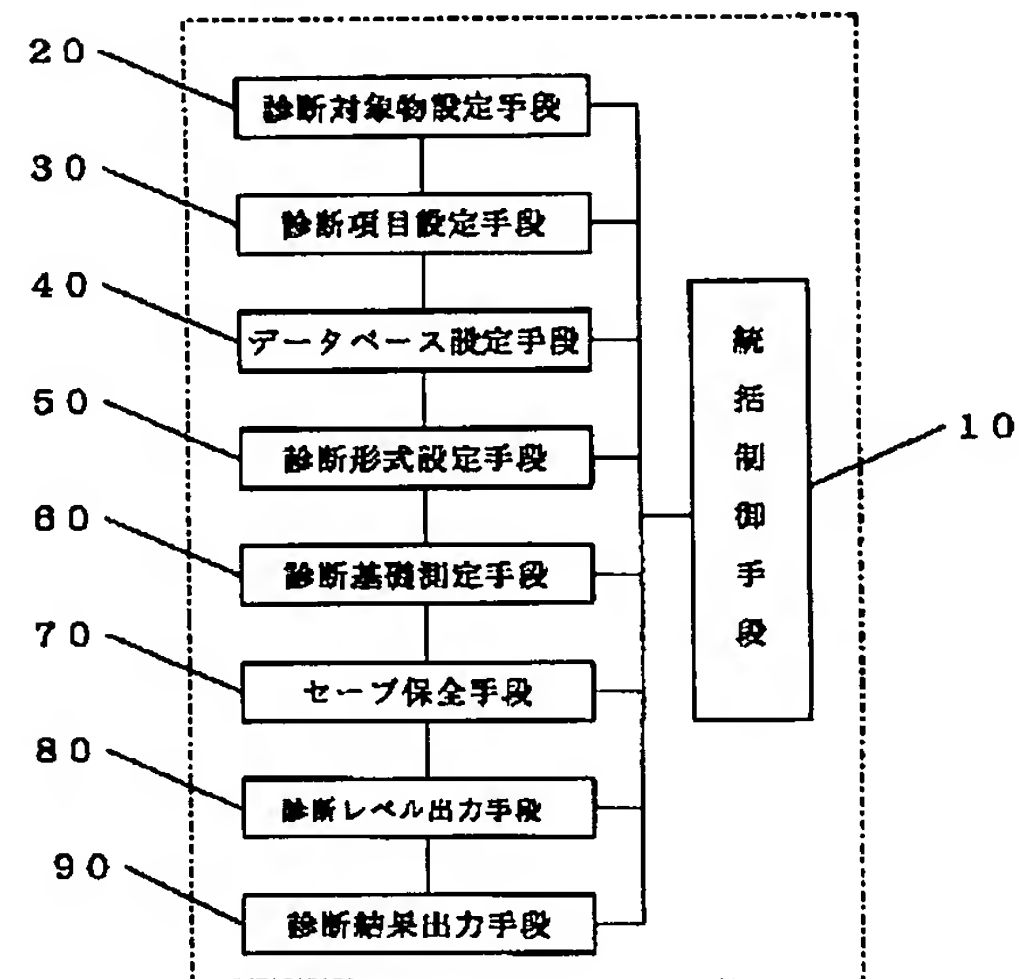 20
診断対象物設定手段
30
診断項目設定手段
40
データベース設定手段
50
診断形式設定手段
60
診断基礎測定手段
70
セーブ保全手段
80
診断レベル出力手段
90
診断結果出力手段
統括制御手段
10